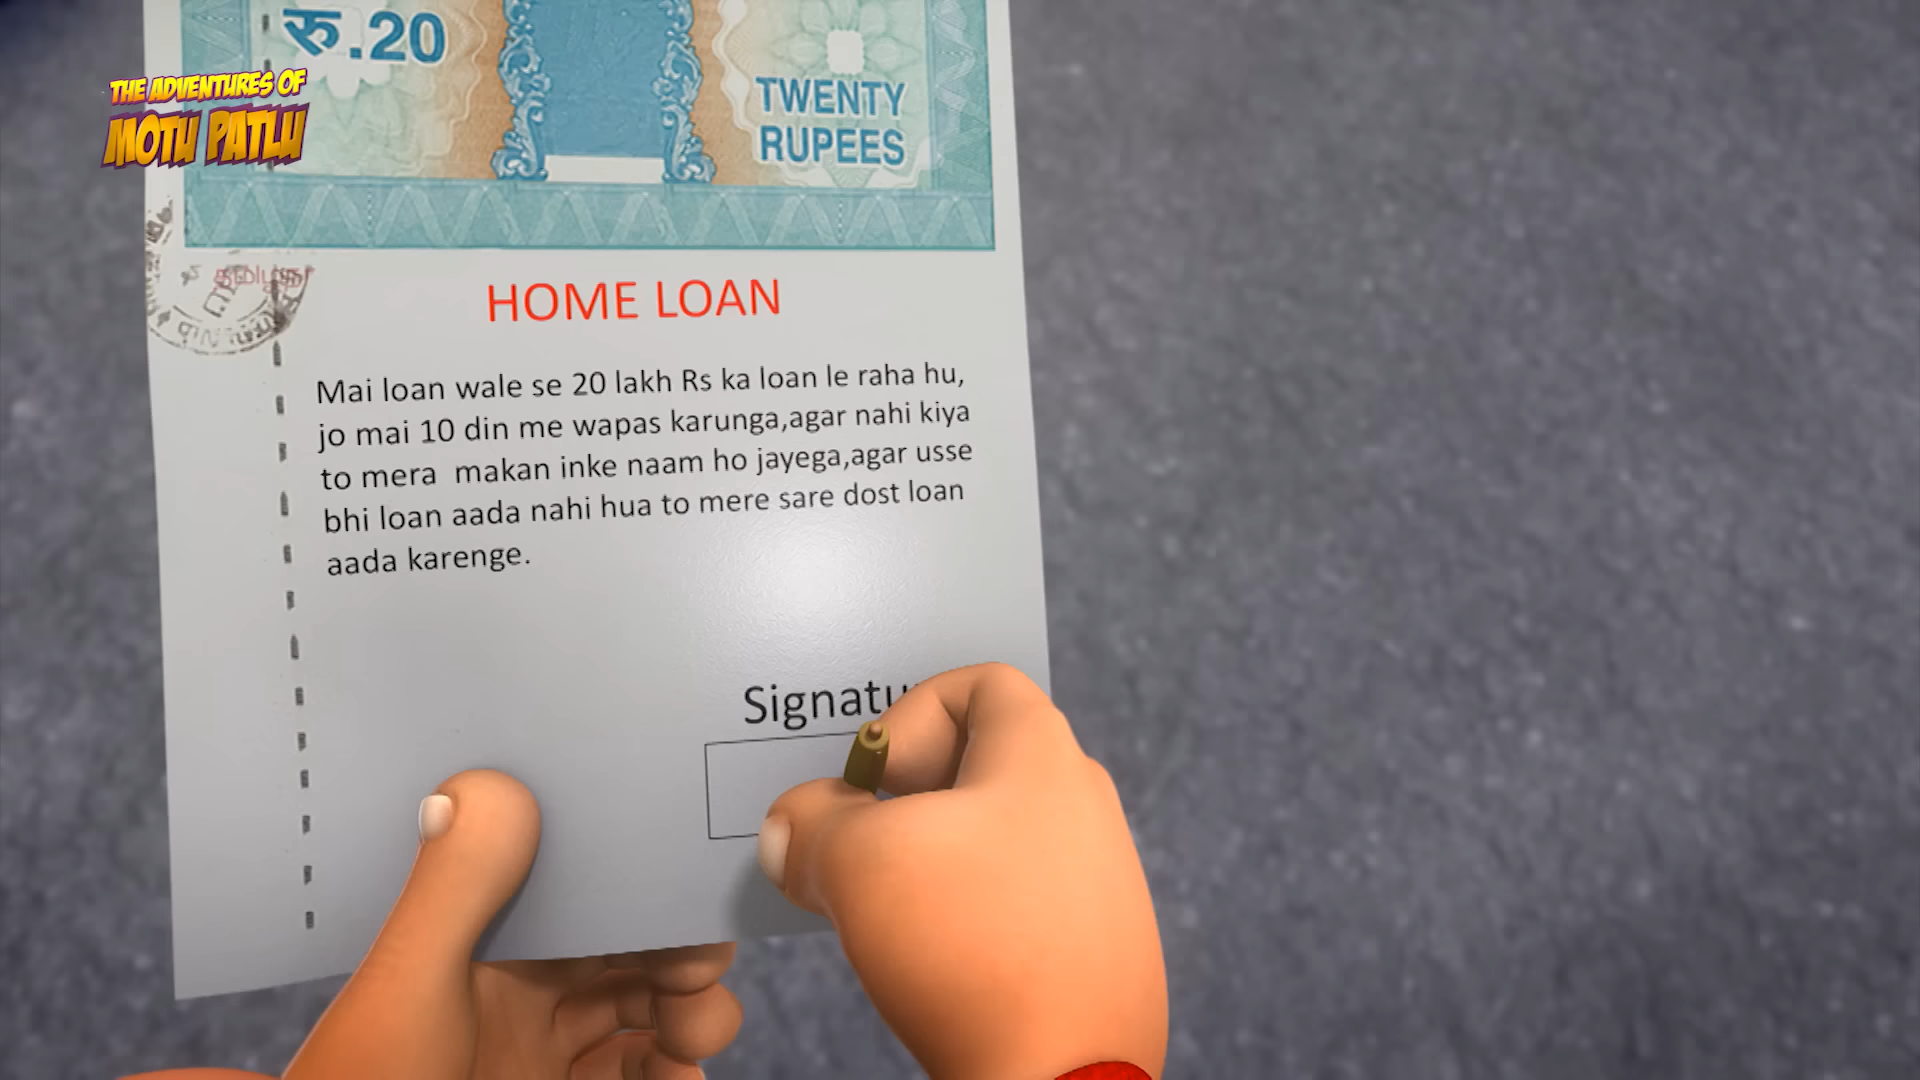 रु.20
TWENTY
RUPEES
THE ADVENTURES OF
MOTU PATLU
HOME LOAN
Mai loan wale se 20 lakh Rs ka loan le raha hu,
jo mai 10 din me wapas karunga,agar nahi kiya
to mera makan inke naam ho jayega,agar usse
bhi loan aada nahi hua to mere sare dost loan
aada karenge.